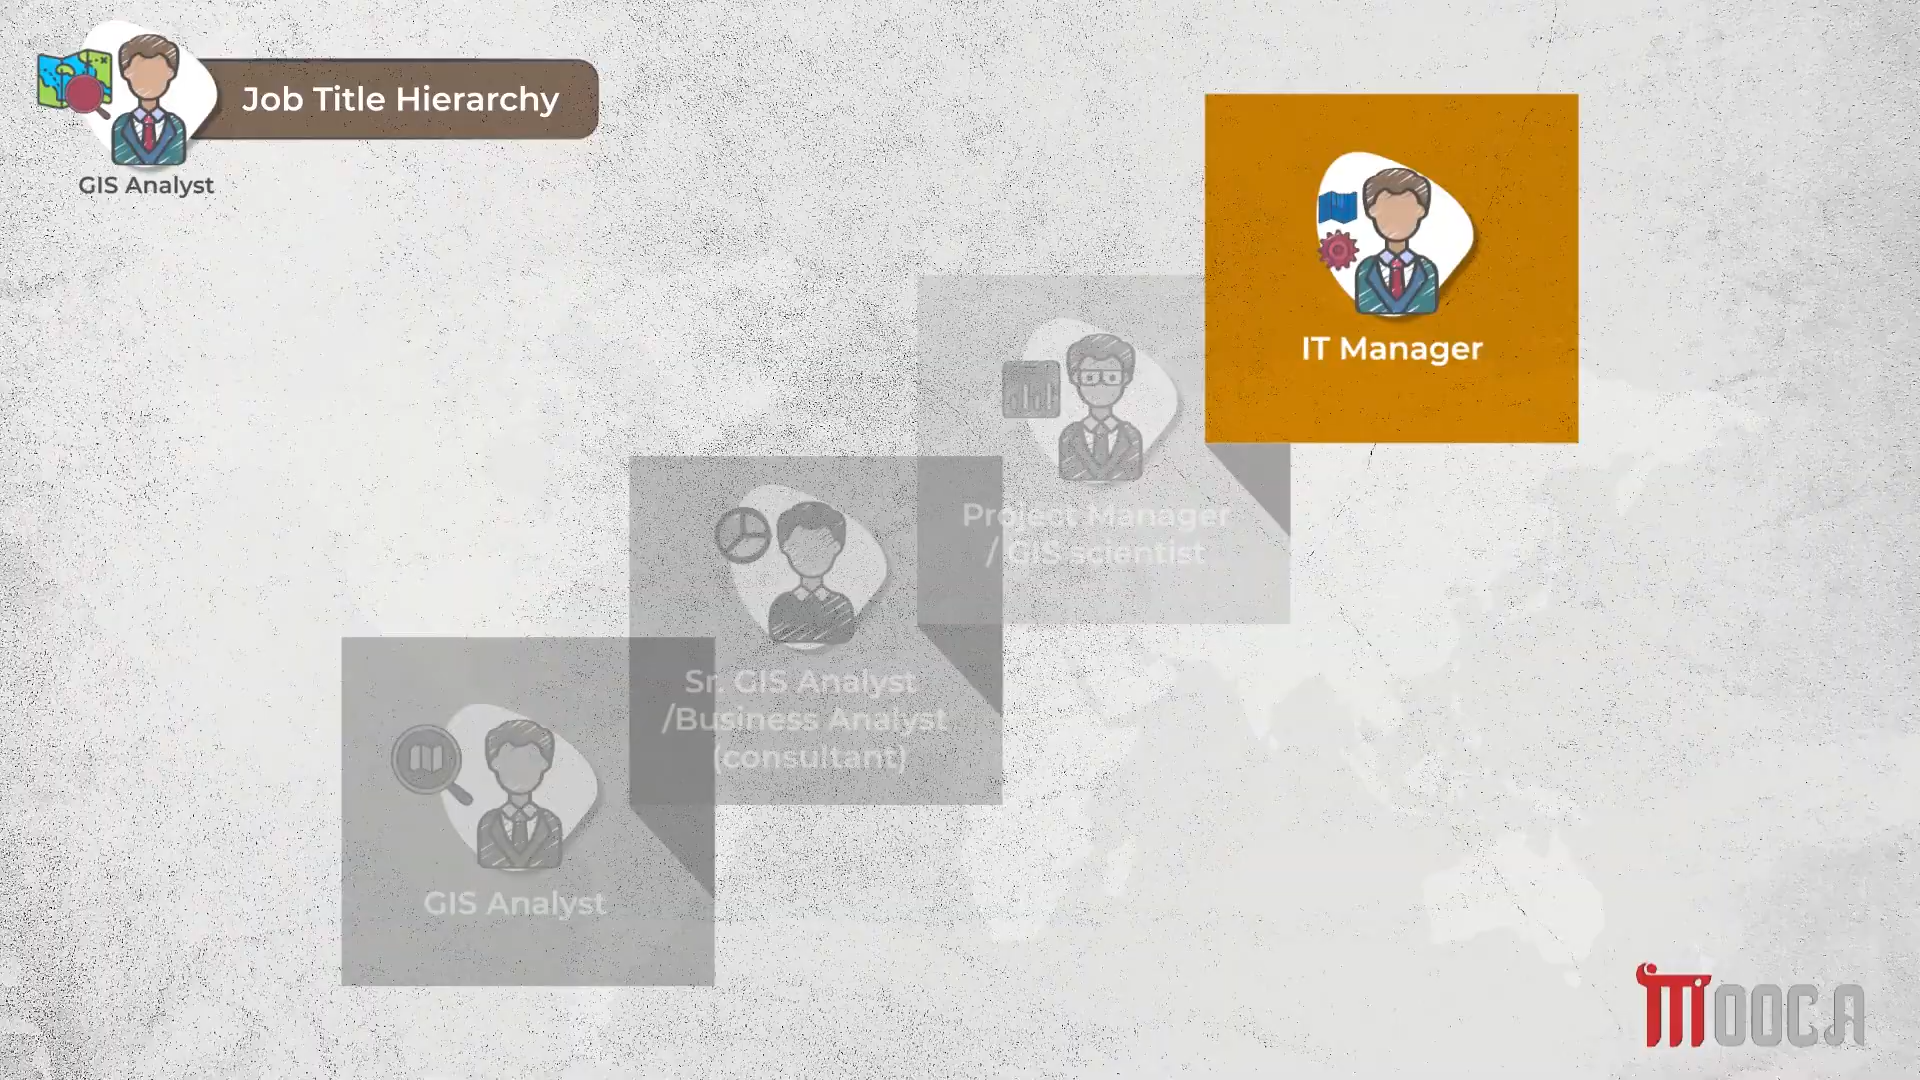 Job Title Hierarchy
GIS Analyst
IT Manager
Project Manager
/ GIS scientist
Sr. GIS Analyst
/Business Analyst
(consultant)
GIS Analyst
MOOCA